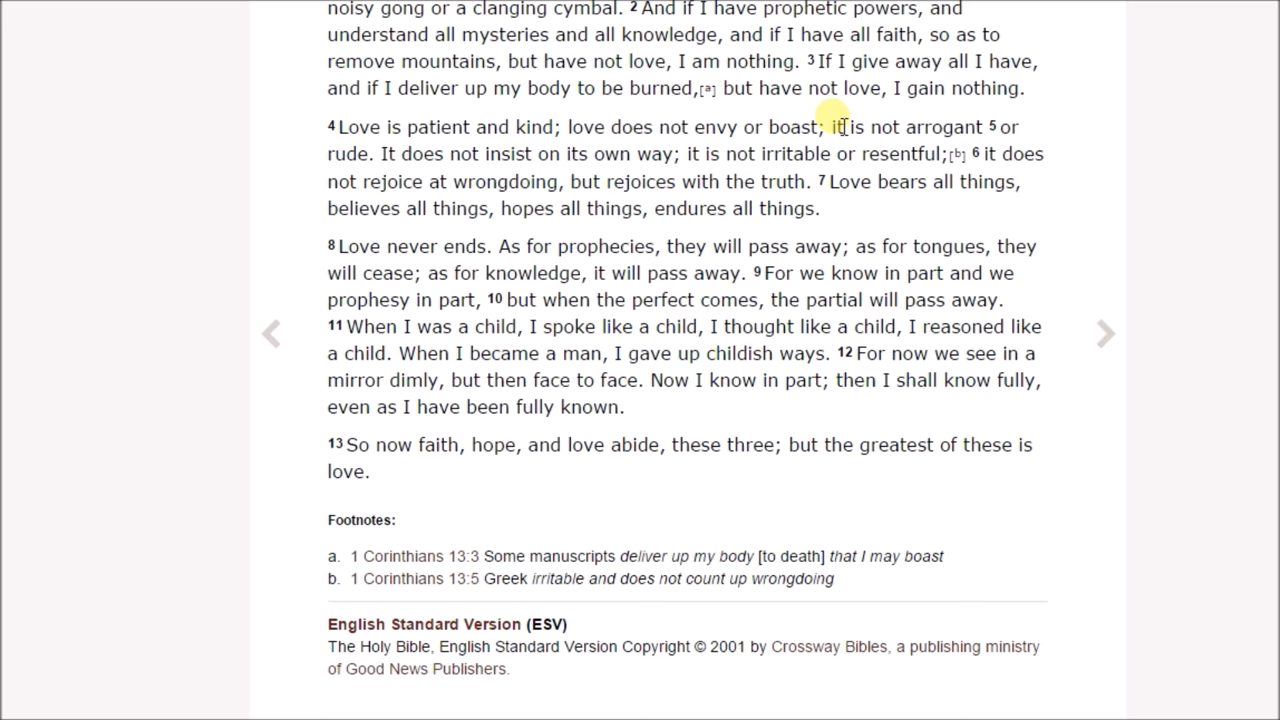 noisy gong or a clanging cymbal. 2 And if I have prophetic powers, and
understand all mysteries and all knowledge, and if I have all faith, so as to
remove mountains, but have not love, I am nothing. 3 If I give away all I have,
and if I deliver up my body to be burned,[a] but have not love, I gain nothing.
4 Love is patient and kind; love does not envy or boast; it is not arrogant 5 or
rude. It does not insist on its own way; it is not irritable or resentful;[b] 6 it does
not rejoice at wrongdoing, but rejoices with the truth. 7 Love bears all things,
believes all things, hopes all things, endures all things.
8 Love never ends. As for prophecies, they will pass away; as for tongues, they
will cease; as for knowledge, it will pass away. 9 For we know in part and we
prophesy in part, 10 but when the perfect comes, the partial will pass away.
11 When I was a child, I spoke like a child, I thought like a child, I reasoned like
a child. When I became a man, I gave up childish ways. 12 For now we see in a
mirror dimly, but then face to face. Now I know in part; then I shall know fully,
even as I have been fully known.
13 So now faith, hope, and love abide, these three; but the greatest of these is
love.
Footnotes:
a. 1 Corinthians 13:3 Some manuscripts deliver up my body [to death] that I may boast
b. 1 Corinthians 13:5 Greek irritable and does not count up wrongdoing
English Standard Version (ESV)
The Holy Bible, English Standard Version Copyright © 2001 by Crossway Bibles, a publishing ministry
of Good News Publishers.